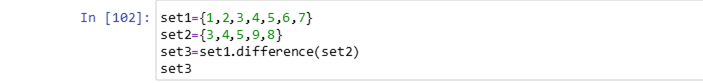 In [102]: set1={1,2,3,4,5,6,7}
set2={3,4,5,9,8}
set3=set1.difference(set2)
set3